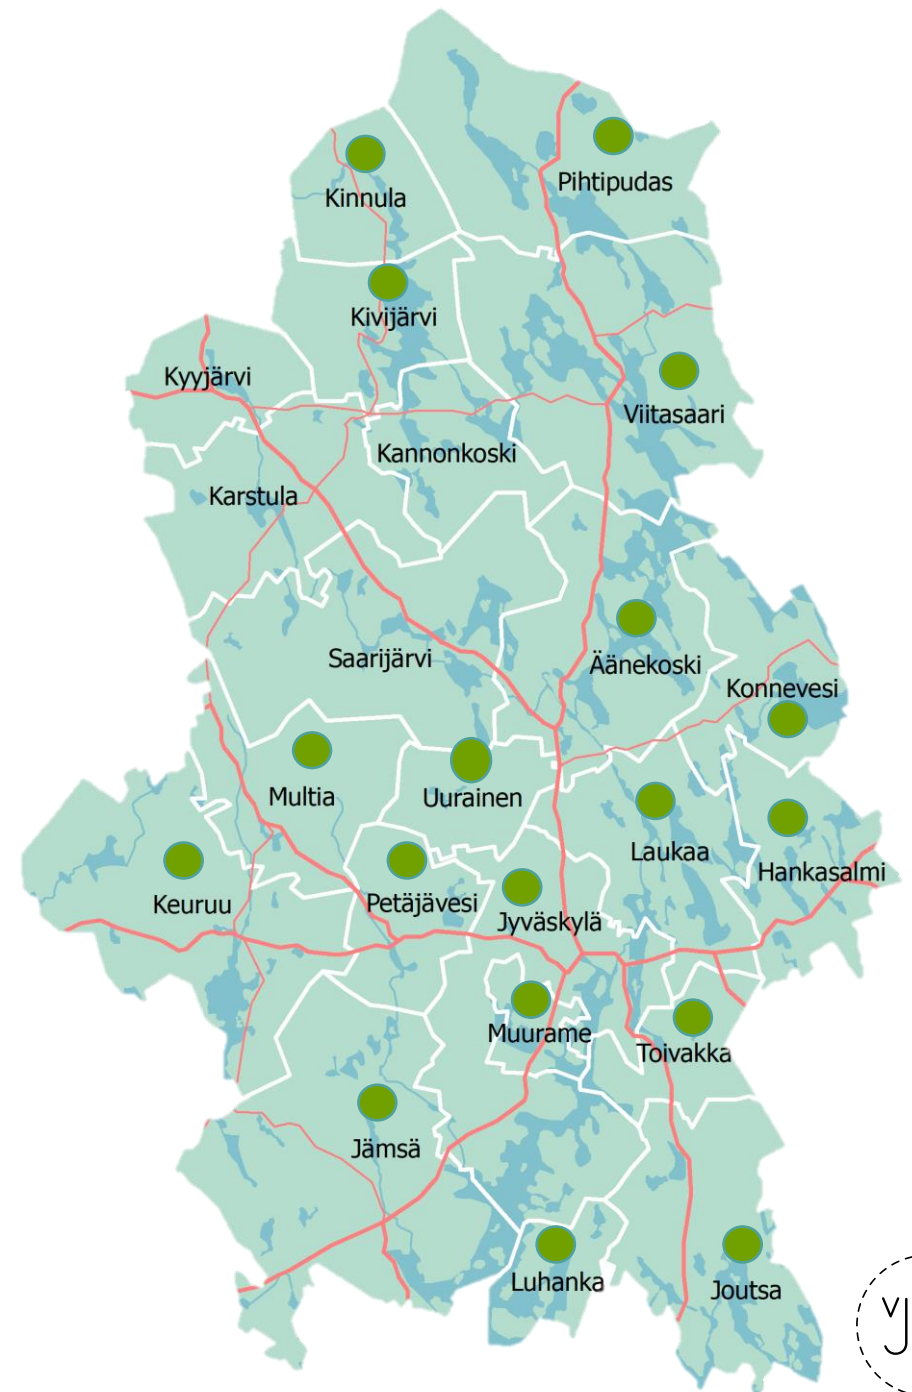 Pihtipudas
Kinnula
Kivijärvi
Kyyjärvi
Viitasaari
Kannonkoski
Karstula
Saarijärvi
Äänekoski
Konnevesi
Multia
Uurainen
Laukaa
Hankasalmi
Keuruu
Petäjävesi
Jyväskylä
Muurame
Toivakka
Jämsä
Luhanka
Joutsa